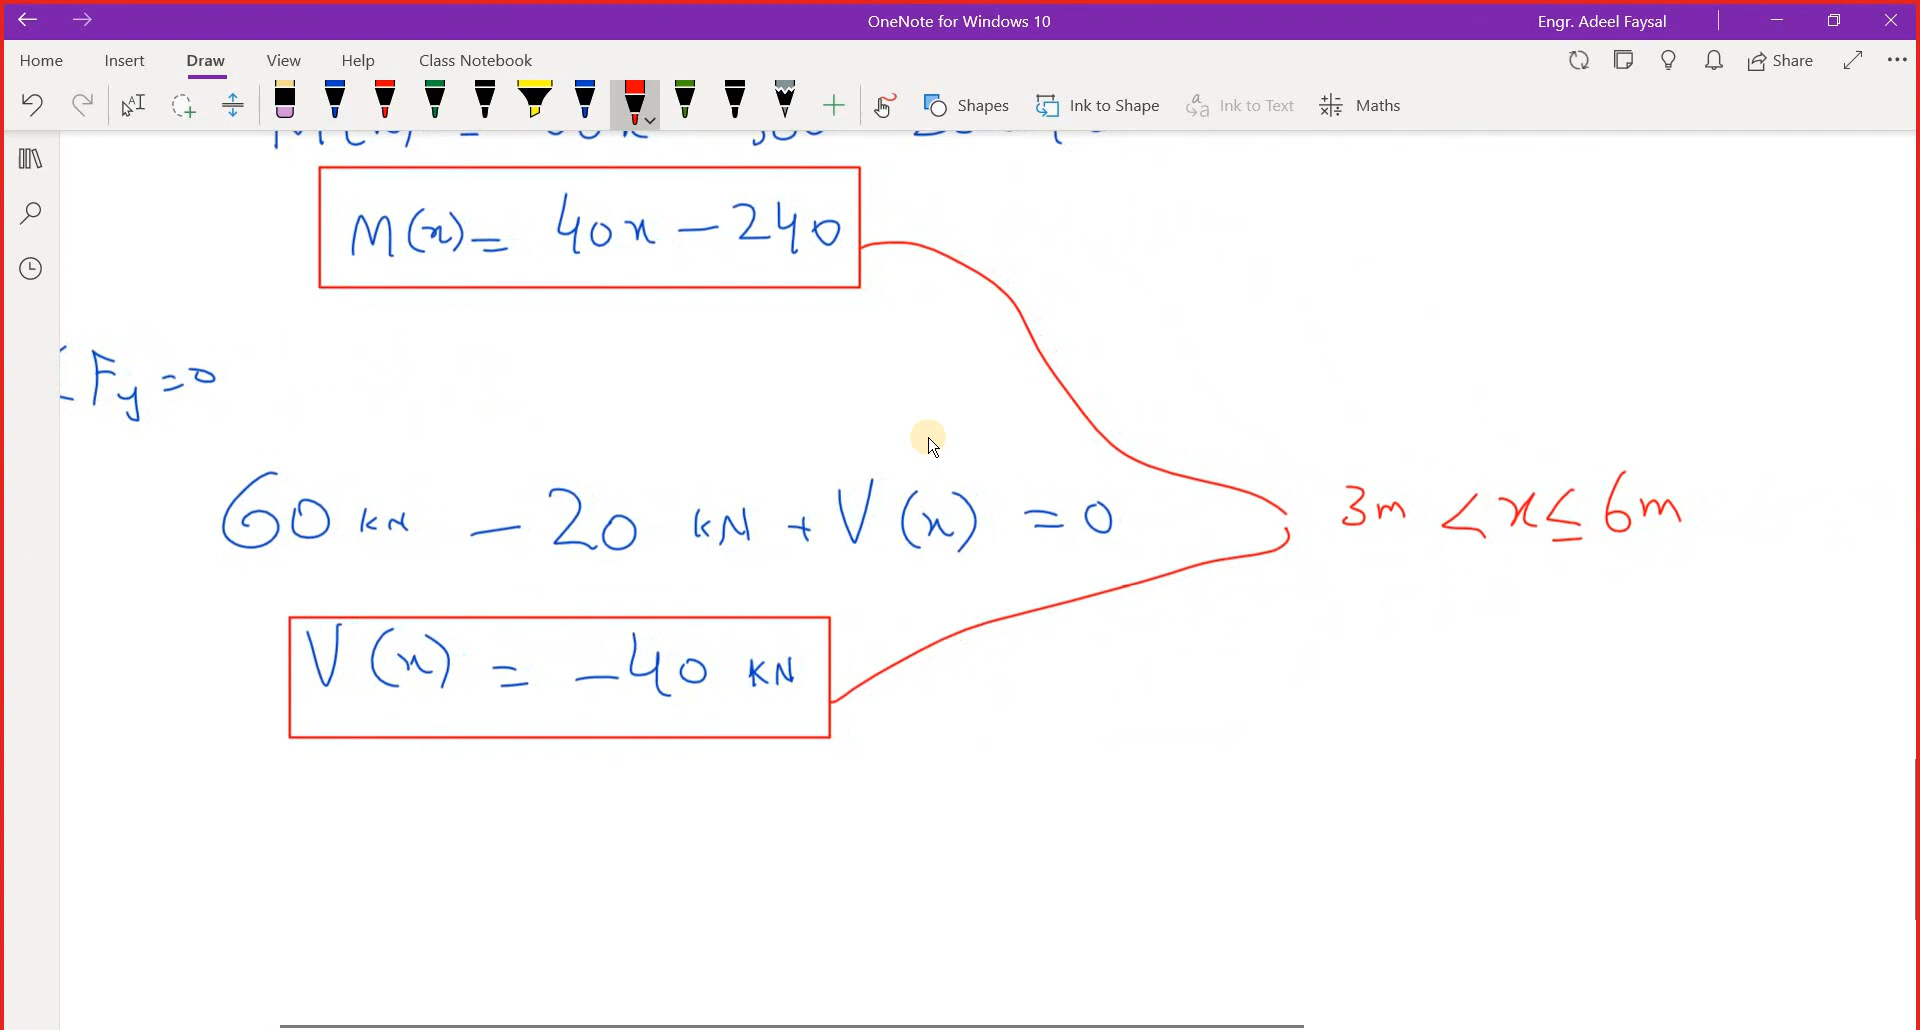 OneNote for Windows 10
Engr. Adeel Faysal
Home Insert Draw View Help Class Notebook
Share
Shapes Ink to Shape Ink to Text Maths
M(x) =
M(x) = 40x - 240
Fy = 0
60 KN - 20 KN + V(x) = 0
3m < x ≤ 6m
V(x) = -40 KN